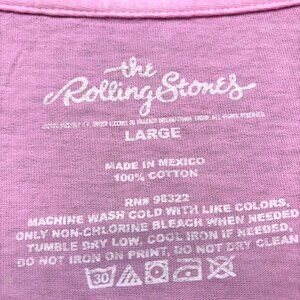 the
Rolling Stones
LARGE
MADE IN MEXICO
100% COTTON
RN# 98322
MACHINE WASH COLD WITH LIKE COLORS,
ONLY NON-CHLORINE BLEACH WHEN NEEDED
TUMBLE DRY LOW, COOL IRON IF NEEDED,
DO NOT IRON ON PRINT, DO NOT DRY CLEAN
30